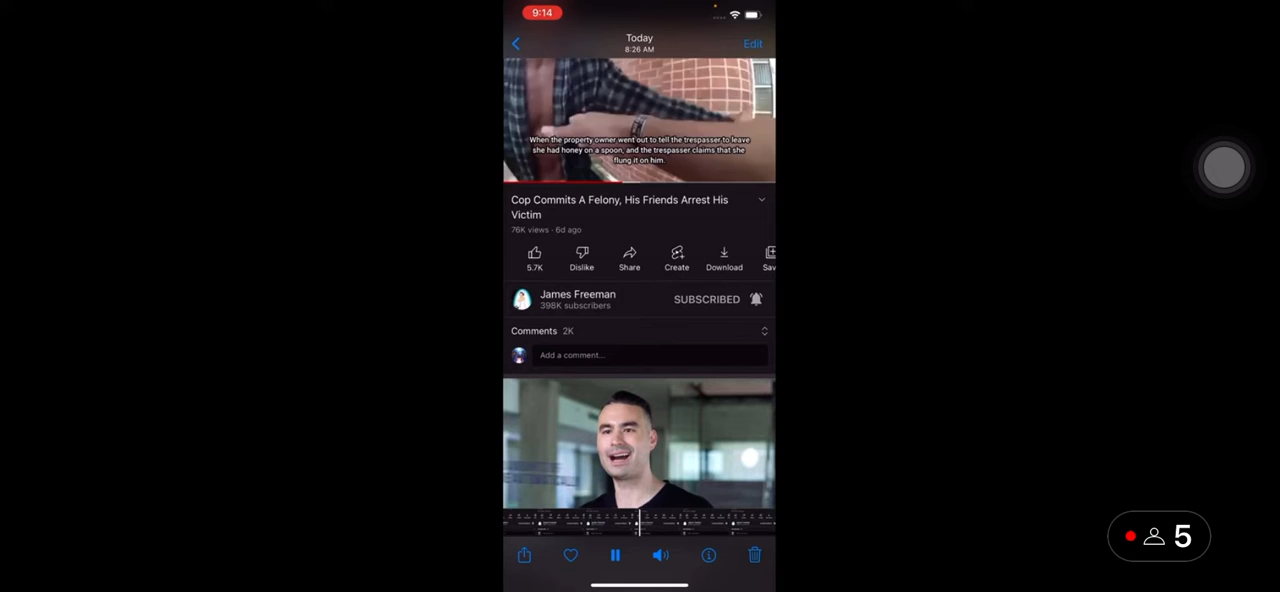 9:14
Today
8:26 AM
Edit
When the property owner went out to tell the trespasser to leave
she had honey on a spoon, and the trespasser claims that she
flung it on him.
Cop Commits A Felony, His Friends Arrest His
Victim
76K views · 6d ago
5.7K
Dislike
Share
Create
Download
Sav
James Freeman
398K subscribers
SUBSCRIBED
Comments 2K
Add a comment...
5